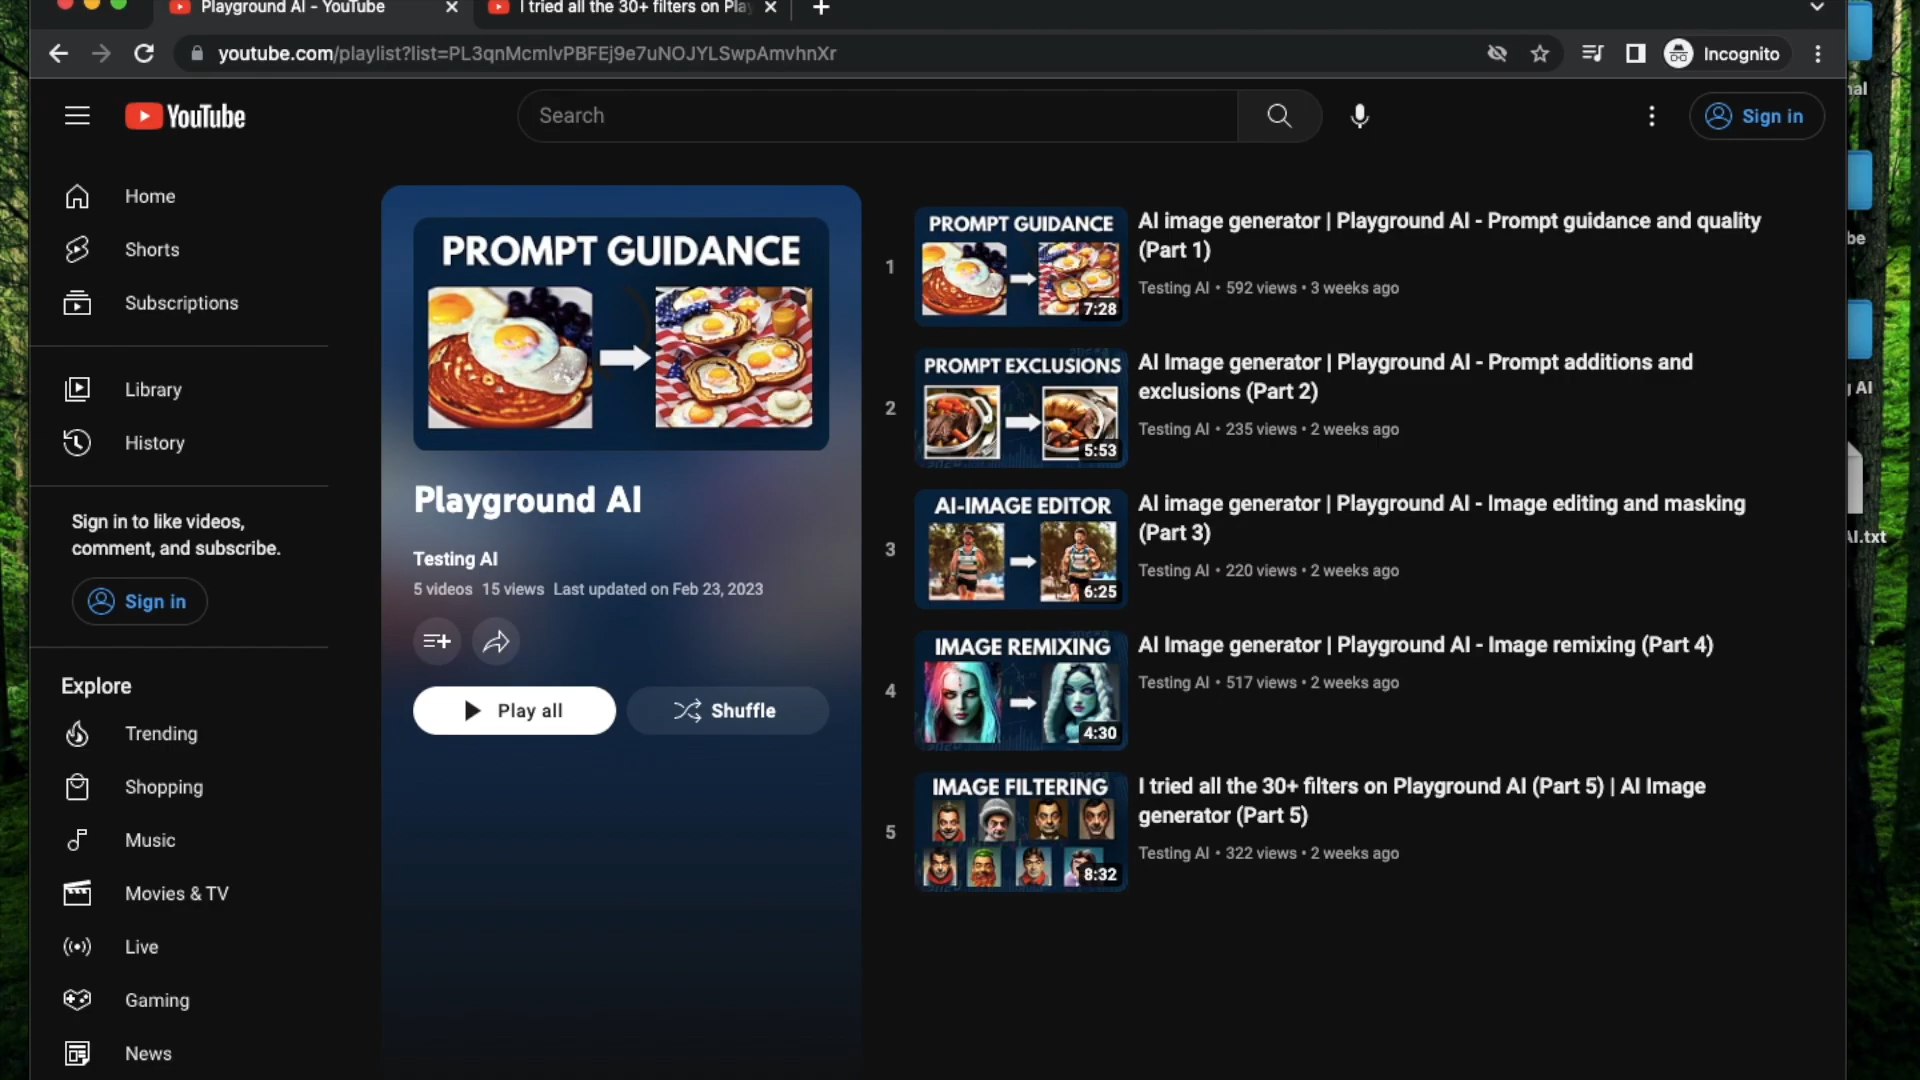 Playground AI - YouTube
I tried all the 30+ filters on Pla
youtube.com/playlist?list=PL3qnMcmlvPBFEj9e7uNOJYLSwpAmvhnXr
Incognito
YouTube
Search
Sign in
Home
Shorts
Subscriptions
Library
History
Sign in to like videos,
comment, and subscribe.
Sign in
Explore
Trending
Shopping
Music
Movies & TV
Live
Gaming
News
PROMPT GUIDANCE
Playground AI
Testing AI
5 videos 15 views Last updated on Feb 23, 2023
Play all
Shuffle
1
PROMPT GUIDANCE
7:28
AI image generator | Playground AI - Prompt guidance and quality
(Part 1)
Testing AI • 592 views • 3 weeks ago
2
PROMPT EXCLUSIONS
5:53
AI Image generator | Playground AI - Prompt additions and
exclusions (Part 2)
Testing AI • 235 views • 2 weeks ago
3
AI-IMAGE EDITOR
6:25
AI image generator | Playground AI - Image editing and masking
(Part 3)
Testing AI • 220 views • 2 weeks ago
4
IMAGE REMIXING
4:30
AI Image generator | Playground AI - Image remixing (Part 4)
Testing AI • 517 views • 2 weeks ago
5
IMAGE FILTERING
8:32
I tried all the 30+ filters on Playground AI (Part 5) | AI Image
generator (Part 5)
Testing AI • 322 views • 2 weeks ago
AI
AI.txt